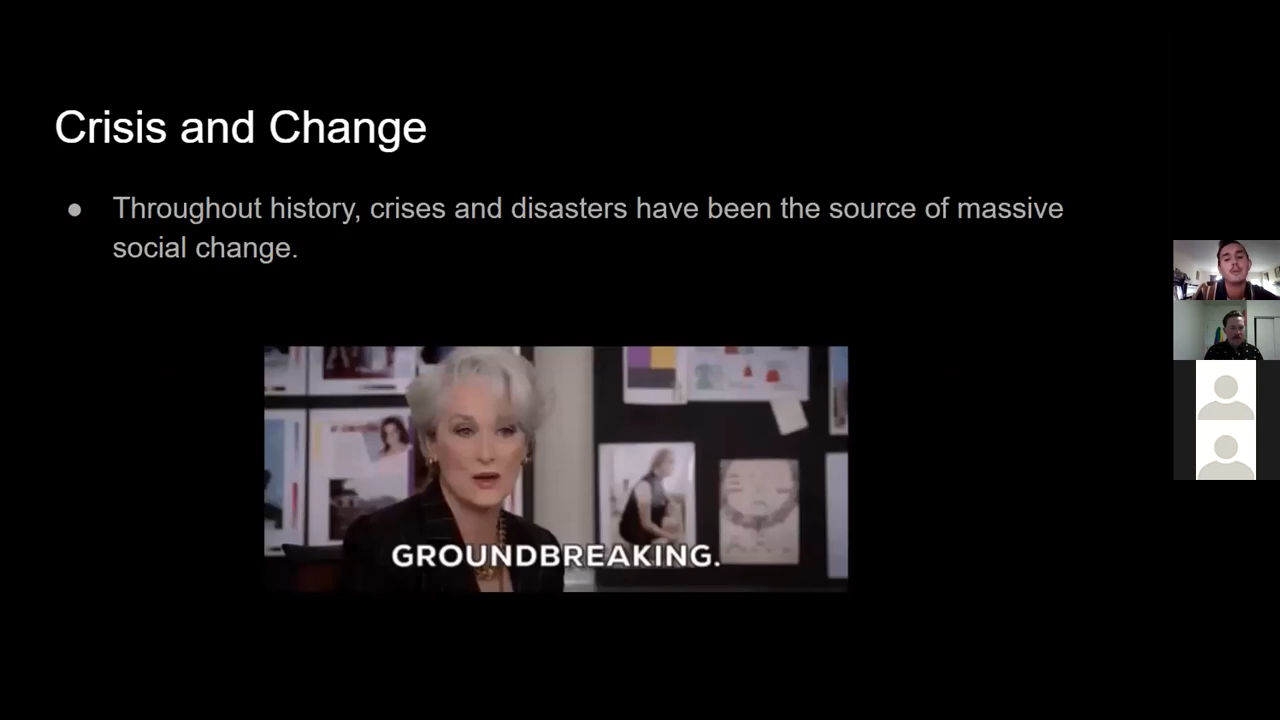 Crisis and Change
● Throughout history, crises and disasters have been the source of massive
social change.
GROUNDBREAKING.